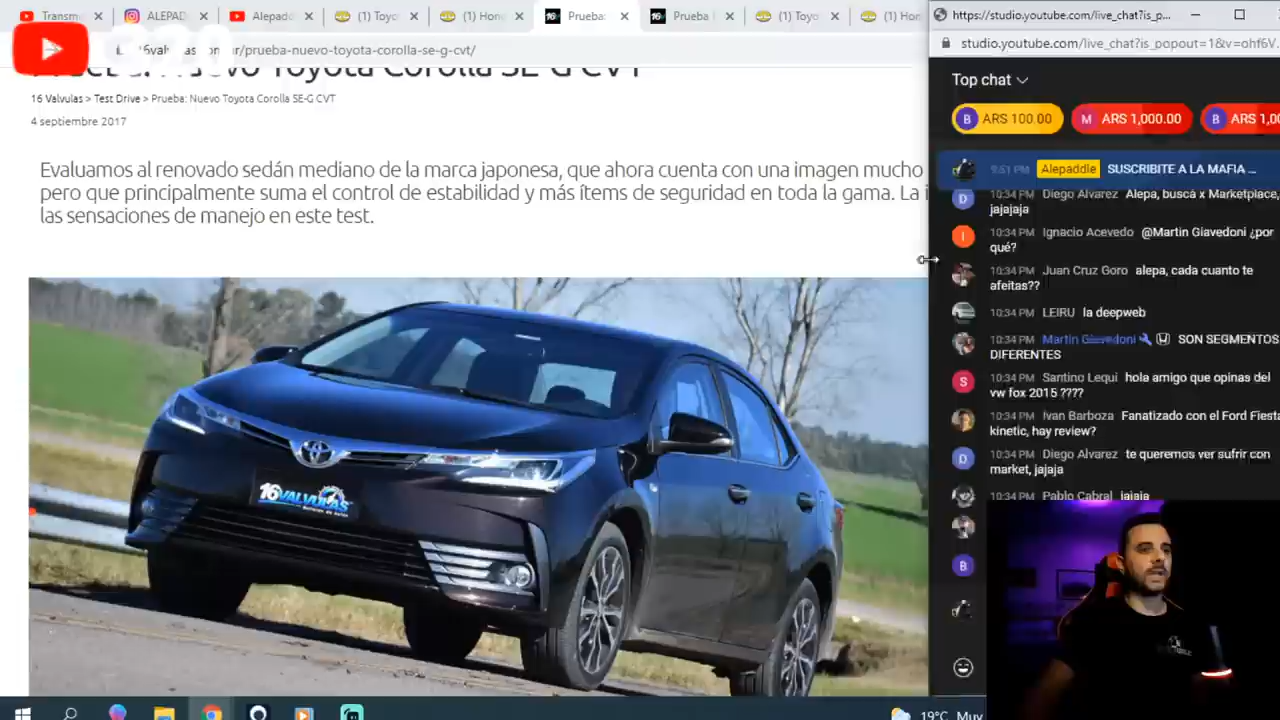 Transm
ALEPAD
Alepadd
(1) Toyo
(1) Hon
Prueba:
Prueba
(1) Toyo
(1) Hon
https://studio.youtube.com/live_chat?is_p...
studio.youtube.com/live_chat?is_popout=1&v=ohf6V
/prueba-nuevo-toyota-corolla-se-g-cvt/
Prueba: Nuevo Toyota Corolla SE-G CVT
16 Valvulas > Test Drive > Prueba: Nuevo Toyota Corolla SE-G CVT
4 septiembre 2017
Evaluamos al renovado sedán mediano de la marca japonesa, que ahora cuenta con una imagen mucho
pero que principalmente suma el control de estabilidad y más ítems de seguridad en toda la gama. La i
las sensaciones de manejo en este test.
16VALVULAS
Top chat
B ARS 100.00
M ARS 1,000.00
B ARS 1,0
9:51 PM Alepaddle SUSCRIBITE A LA MAFIA ...
D 10:34 PM Diego Alvarez Alepa, buscá x Marketplace,
jajajaja
I 10:34 PM Ignacio Acevedo @Martin Giavedoni ¿por
qué?
10:34 PM Juan Cruz Goro alepa, cada cuanto te
afeitas??
10:34 PM LEIRU la deepweb
10:34 PM Martin Giavedoni SON SEGMENTOS
DIFERENTES
S 10:34 PM Santino Lequi hola amigo que opinas del
vw fox 2015 ????
10:34 PM Ivan Barboza Fanatizado con el Ford Fiesta
kinetic, hay review?
D 10:34 PM Diego Alvarez te queremos ver sufrir con
market, jajaja
10:34 PM Pablo Cabral jajaja
B
19°C Muy